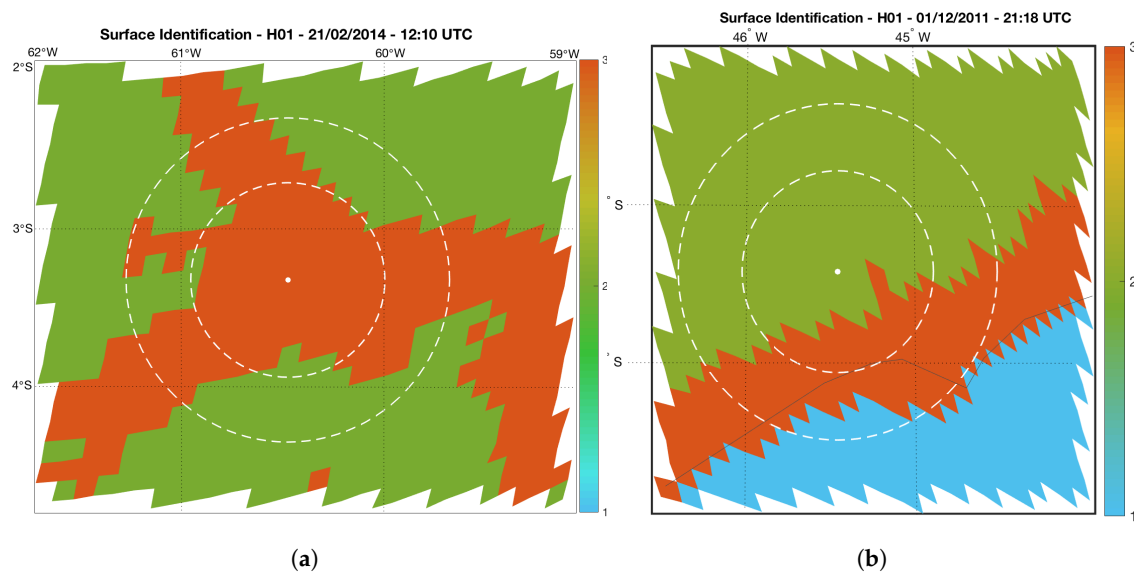 Surface Identification - H01 - 21/02/2014 - 12:10 UTC
62°W 61°W 60°W 59°W
2°S
3°S
4°S
3
2
1
(a)
Surface Identification - H01 - 01/12/2011 - 21:18 UTC
46° W 45° W
S
S
3
2
1
(b)